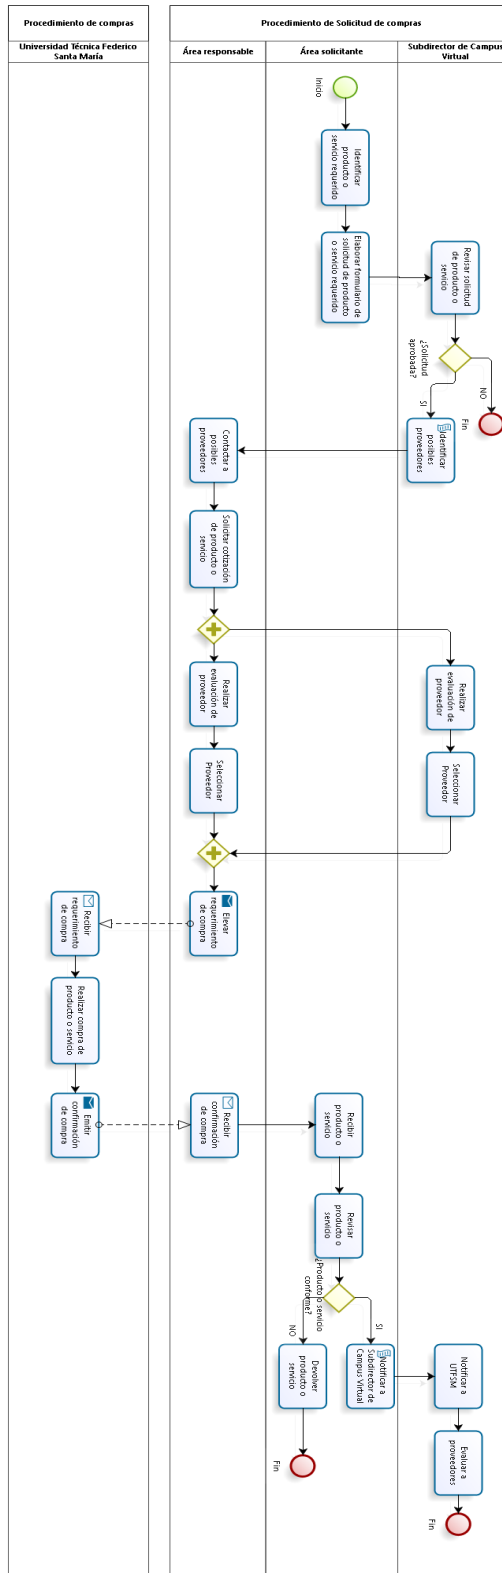 Procedimiento de compras
Procedimiento de Solicitud de compras
Universidad Técnica Federico
Santa María
Área responsable
Área solicitante
Subdirector de Campus
Virtual
Inicio
Identificar
producto o
servicio requerido
Elaborar formulario de
solicitud de producto
o servicio requerido
Revisar solicitud
de producto o
servicio
¿Solicitud
aprobada?
NO
SI
Fin
Identificar
posibles
proveedores
Contactar a
posibles
proveedores
Solicitar cotización
de producto o
servicio
Realizar
evaluación de
proveedor
Realizar
evaluación de
proveedor
Seleccionar
Proveedor
Seleccionar
Proveedor
Elevar
requerimiento
de compra
Recibir
requerimiento
de compra
Realizar compra de
producto o servicio
Emitir
confirmación
de compra
Recibir
confirmación
de compra
Recibir
producto o
servicio
Revisar
producto o
servicio
¿Producto o servicio
conforme?
SI
NO
Devolver
producto o
servicio
Notificar a
Subdirector de
Campus Virtual
Notificar a
UTFSM
Evaluar a
proveedores
Fin
Fin